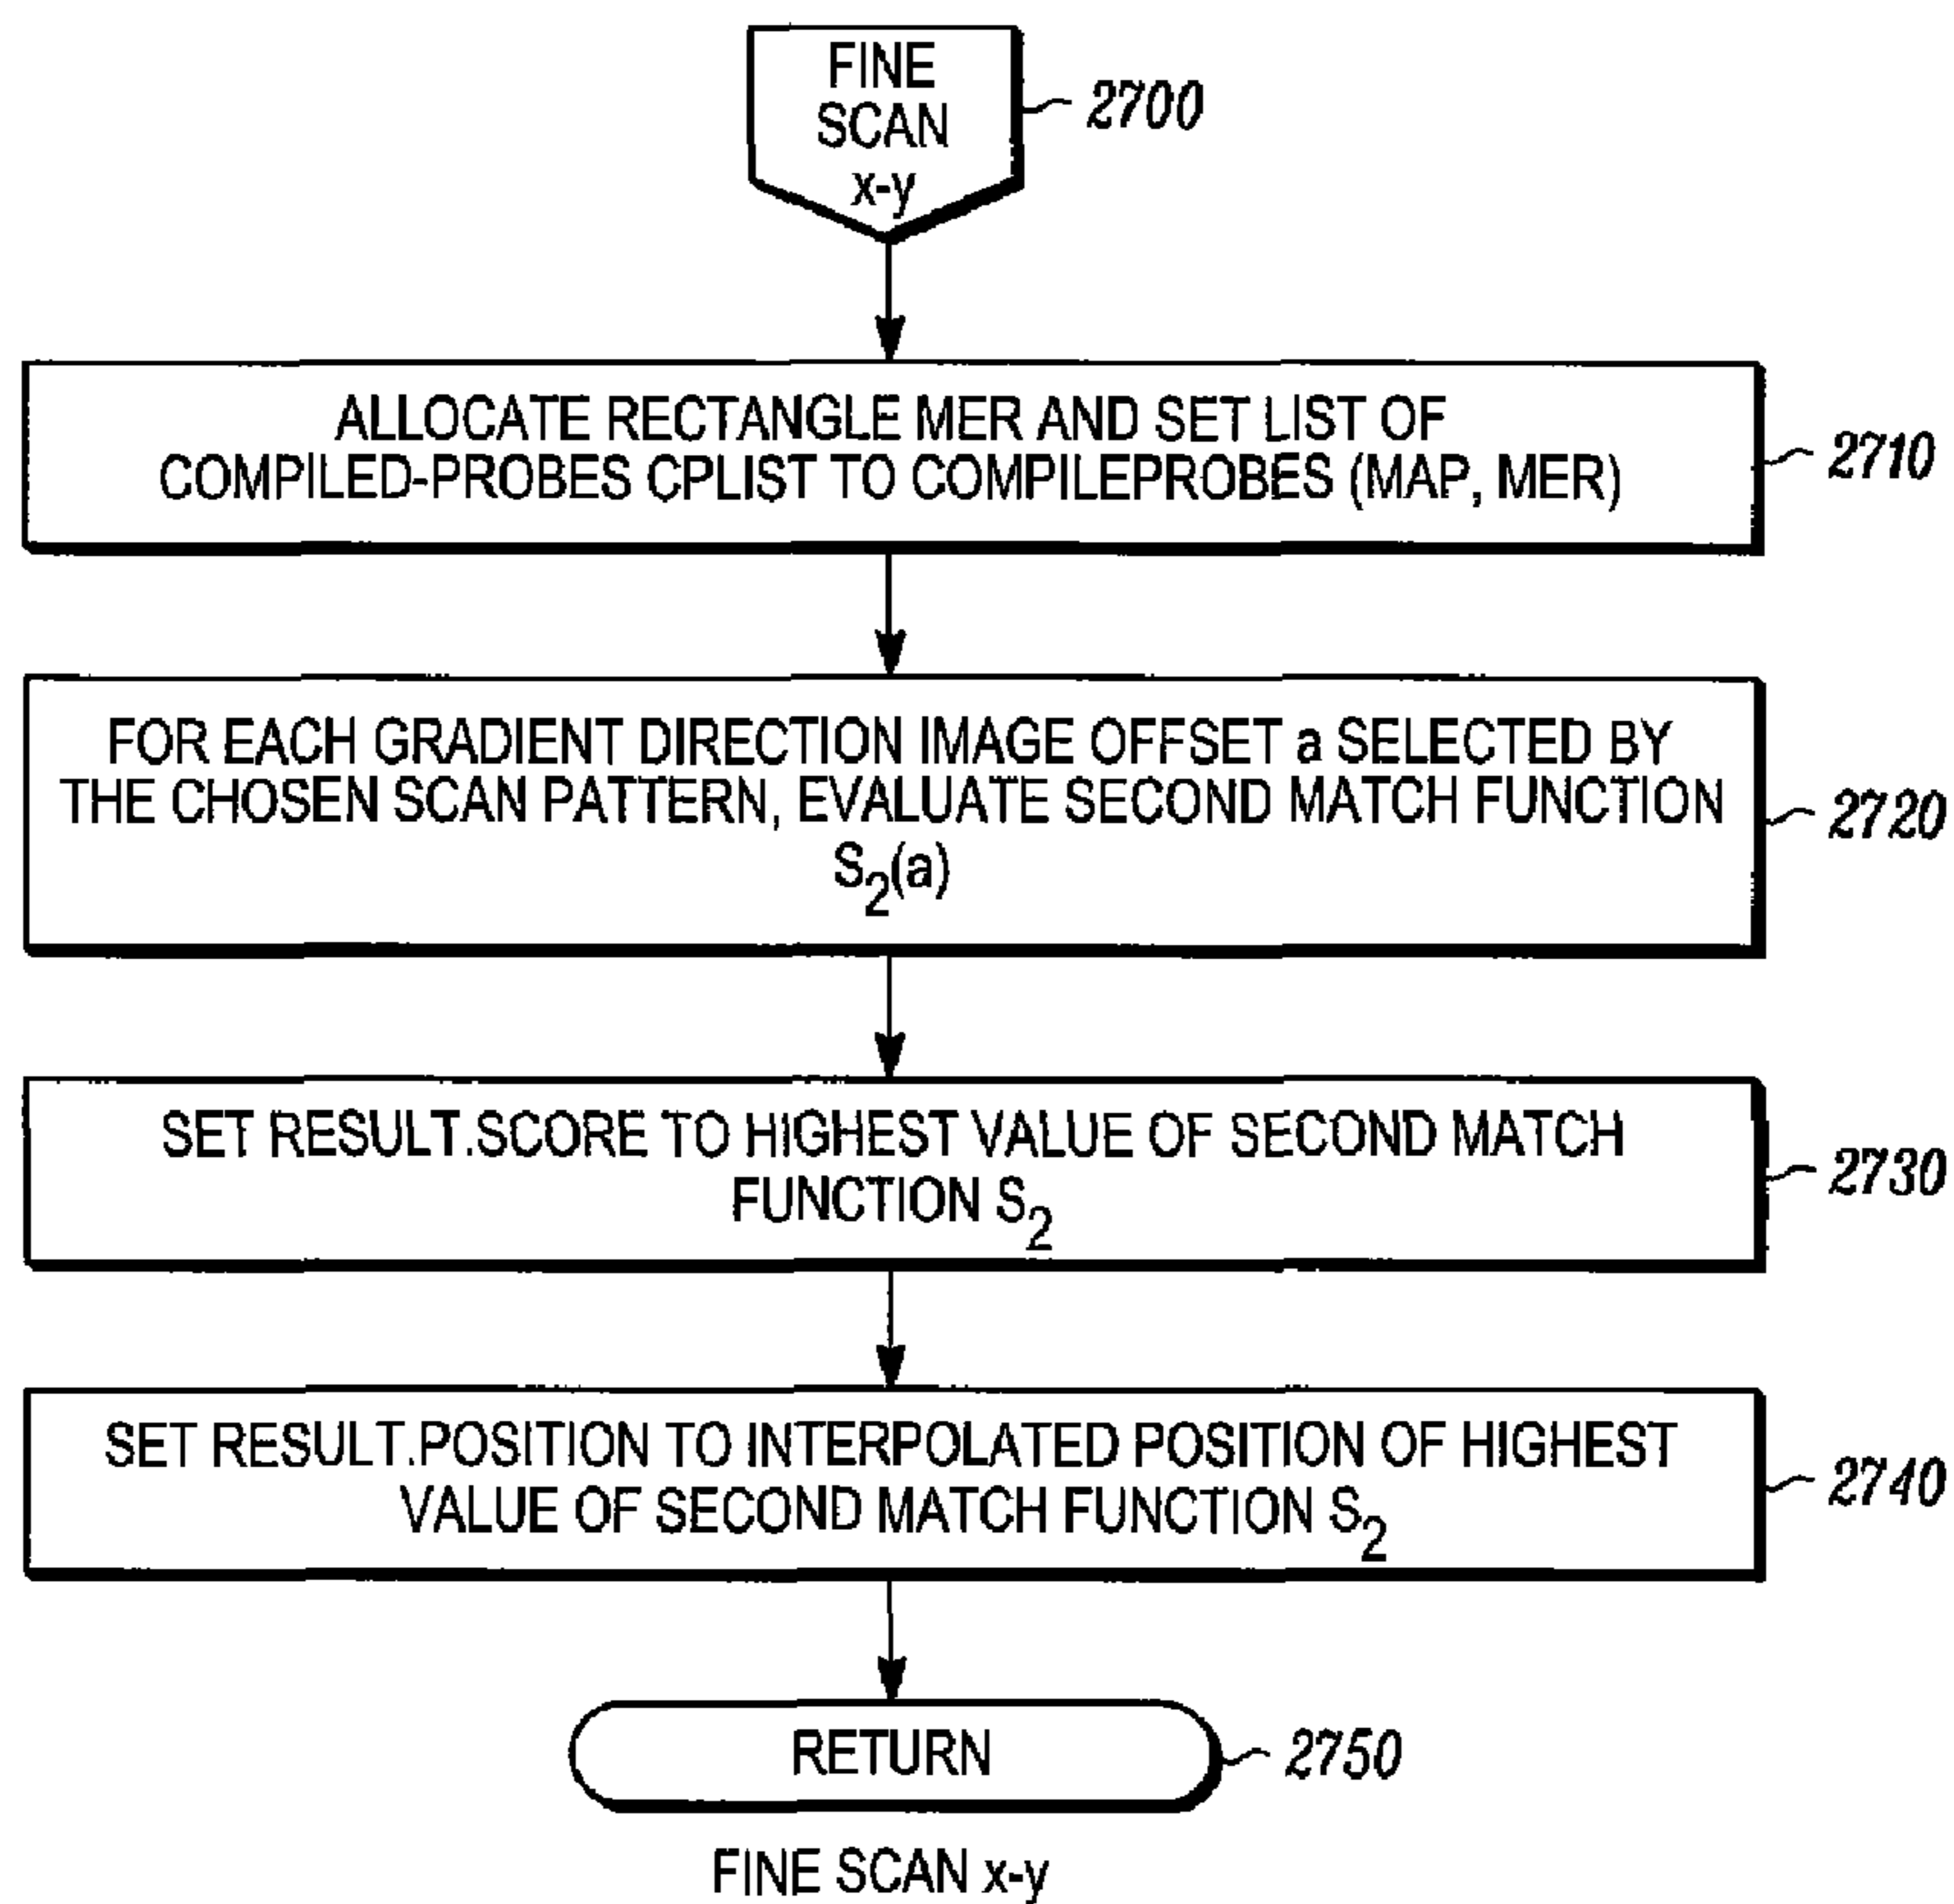 FINE
SCAN
x-y
2700
ALLOCATE RECTANGLE MER AND SET LIST OF
COMPILED-PROBES CPLIST TO COMPILEPROBES (MAP, MER)
2710
FOR EACH GRADIENT DIRECTION IMAGE OFFSET a SELECTED BY
THE CHOSEN SCAN PATTERN, EVALUATE SECOND MATCH FUNCTION
S₂(a)
2720
SET RESULT.SCORE TO HIGHEST VALUE OF SECOND MATCH
FUNCTION S₂
2730
SET RESULT.POSITION TO INTERPOLATED POSITION OF HIGHEST
VALUE OF SECOND MATCH FUNCTION S₂
2740
RETURN
2750
FINE SCAN x-y